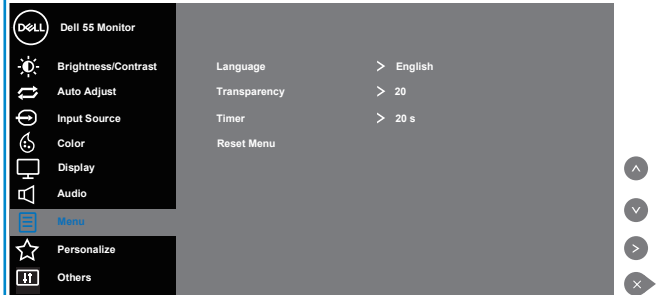 DELL
Dell 55 Monitor
Brightness/Contrast
Auto Adjust
Input Source
Color
Display
Audio
Menu
Personalize
Others
Language > English
Transparency > 20
Timer > 20 s
Reset Menu